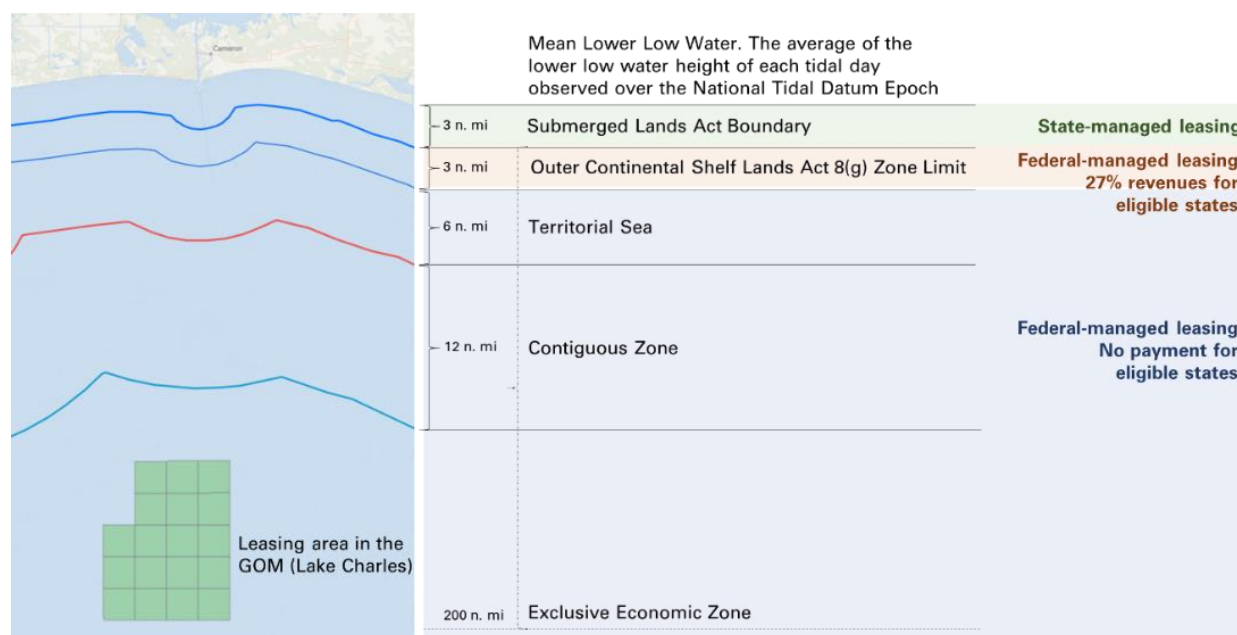 Cameron
Mean Lower Low Water. The average of the
lower low water height of each tidal day
observed over the National Tidal Datum Epoch
3 n. mi
Submerged Lands Act Boundary
State-managed leasing
3 n. mi
Outer Continental Shelf Lands Act 8(g) Zone Limit
Federal-managed leasing
27% revenues for
eligible states
6 n. mi
Territorial Sea
12 n. mi
Contiguous Zone
Federal-managed leasing
No payment for
eligible states
Leasing area in the
GOM (Lake Charles)
200 n. mi
Exclusive Economic Zone